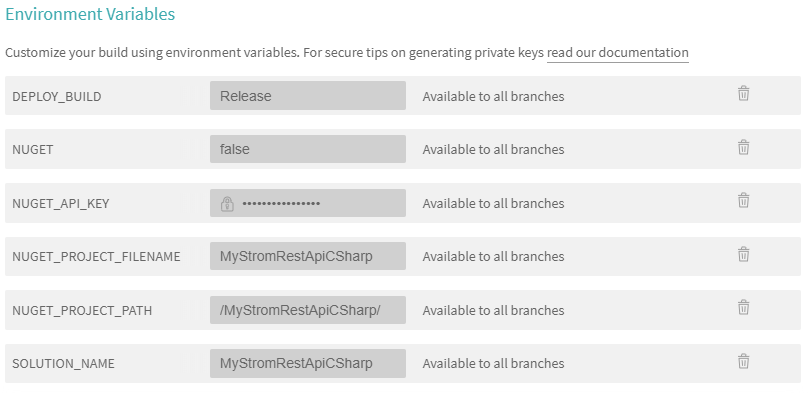 Environment Variables
Customize your build using environment variables. For secure tips on generating private keys read our documentation
DEPLOY_BUILD Release Available to all branches
NUGET false Available to all branches
NUGET_API_KEY •••••••••••••••• Available to all branches
NUGET_PROJECT_FILENAME MyStromRestApiCSharp Available to all branches
NUGET_PROJECT_PATH /MyStromRestApiCSharp/ Available to all branches
SOLUTION_NAME MyStromRestApiCSharp Available to all branches